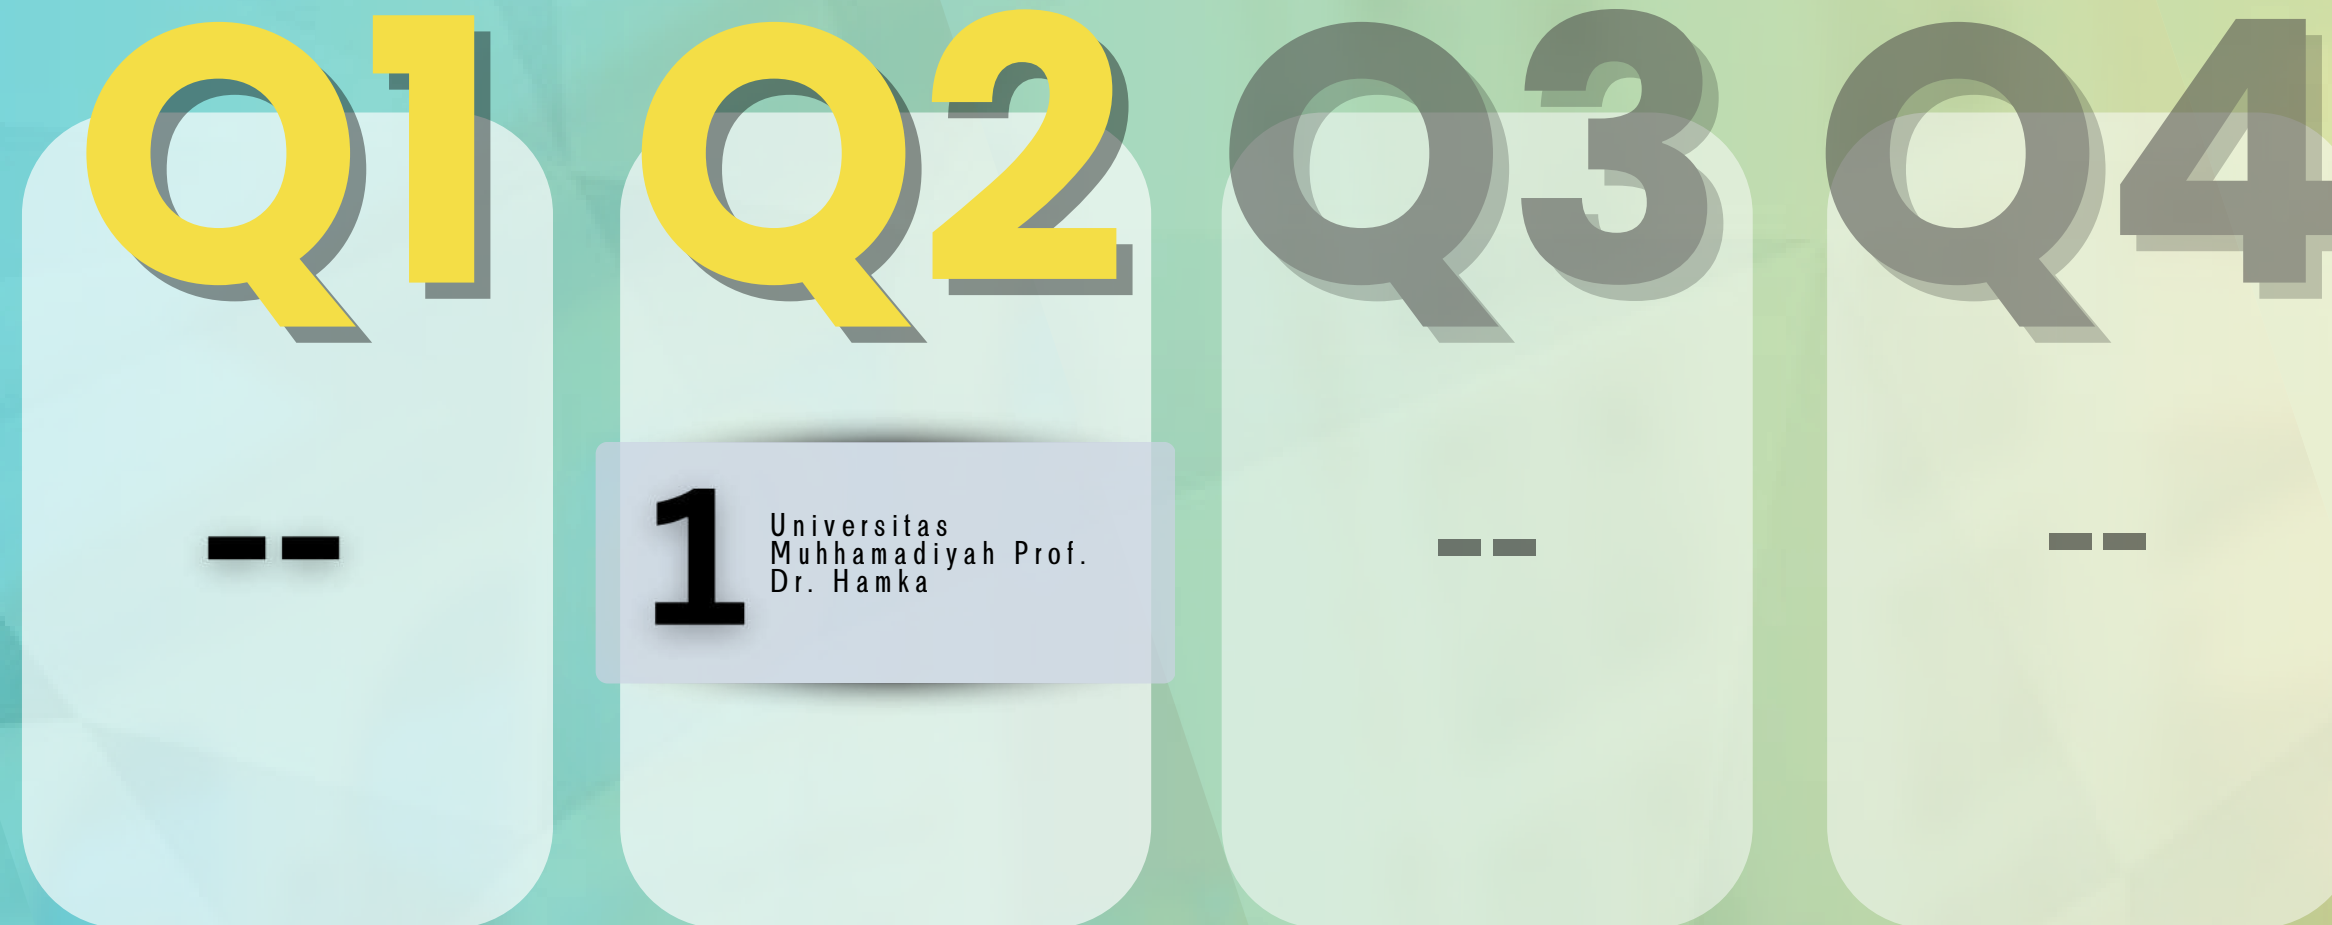 Q1
Q2
Q3
Q4
--
1
Universitas
Muhhamadiyah Prof.
Dr. Hamka
--
--